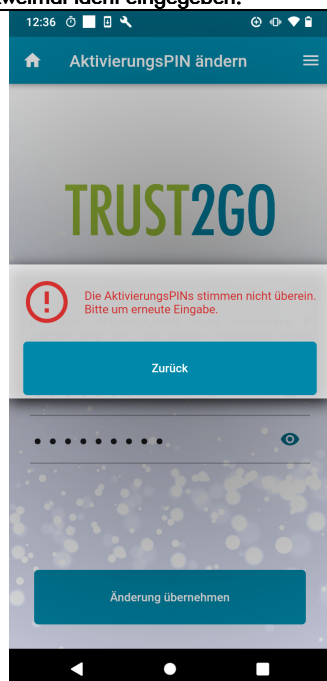 zweimal ident eingegeben.
12:36
AktivierungsPIN ändern
TRUST2GO
Die AktivierungsPINs stimmen nicht überein.
Bitte um erneute Eingabe.
Zurück
Änderung übernehmen